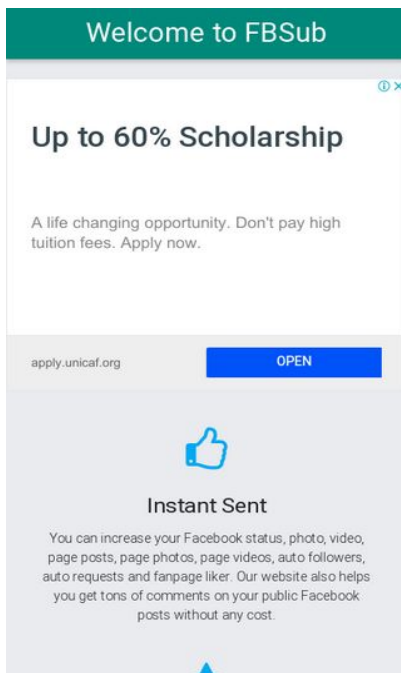 Welcome to FBSub
Up to 60% Scholarship
A life changing opportunity. Don't pay high
tuition fees. Apply now.
apply.unicaf.org
OPEN
Instant Sent
You can increase your Facebook status, photo, video,
page posts, page photos, page videos, auto followers,
auto requests and fanpage liker. Our website also helps
you get tons of comments on your public Facebook
posts without any cost.